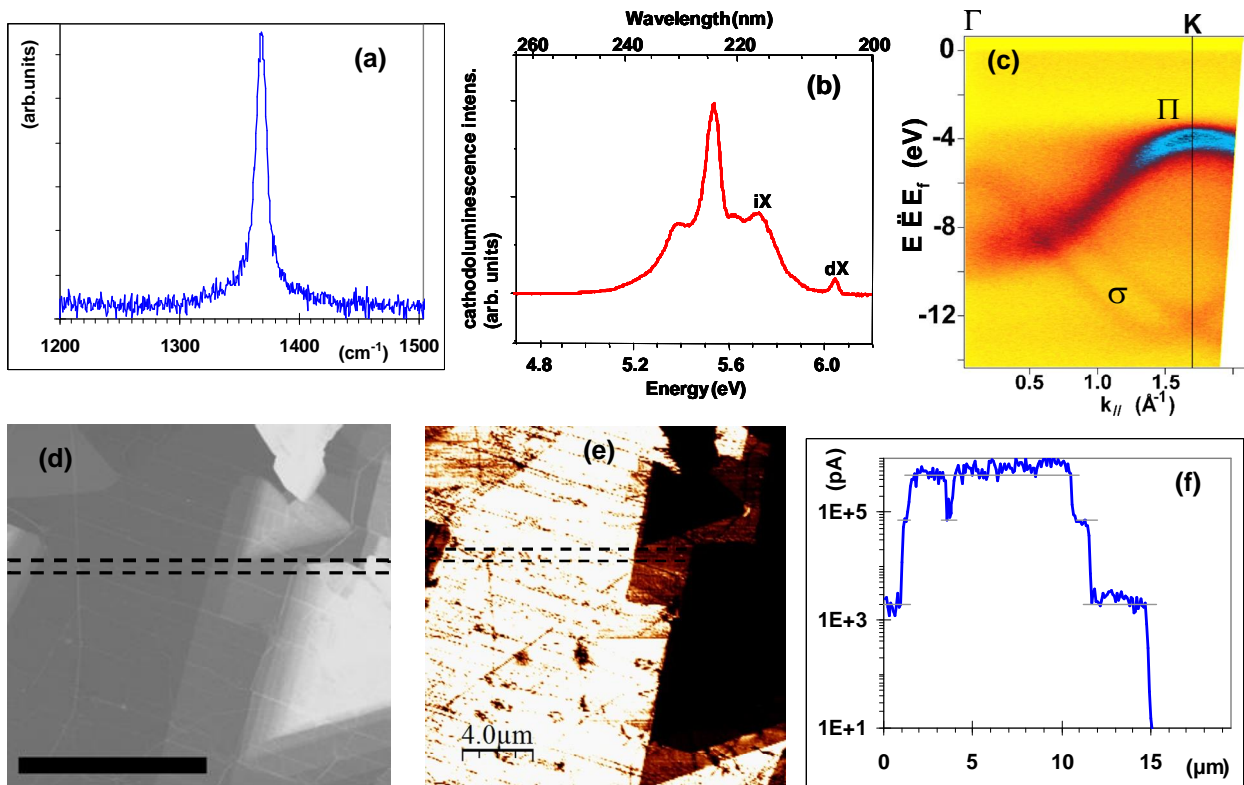 (a)
(arb.units)
1200 1300 1400 1500
(cm-1)
Wavelength(nm)
260 240 220 200
(b)
iX
dX
cathodoluminescence intens.
(arb. units)
4.8 5.2 5.6 6.0
Energy(eV)
Γ K
(c)
Π
σ
0
-4
-8
-12
E Ë E_f (eV)
0.5 1.0 1.5
k// (Å-1)
(d)
(e)
4.0µm
(f)
(pA)
1E+5
1E+3
1E+1
0 5 10 15 (µm)